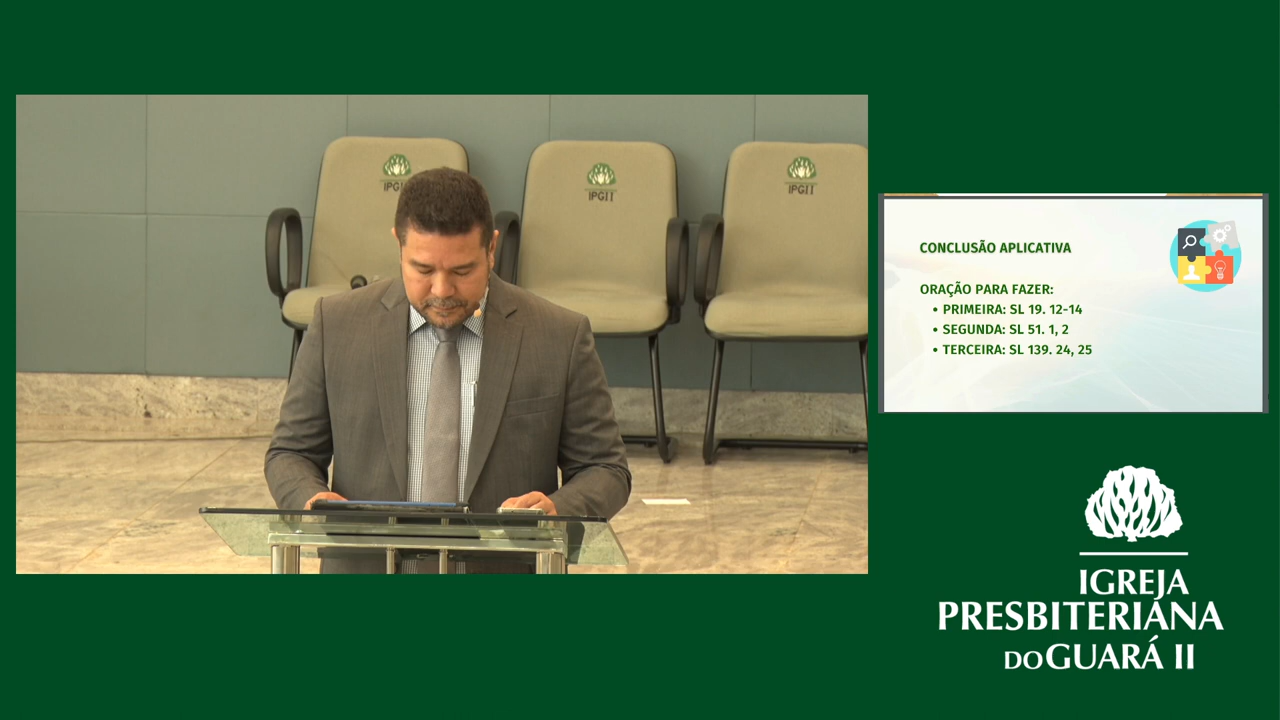 IPGII
IPGII
IPGII
CONCLUSÃO APLICATIVA
ORAÇÃO PARA FAZER:
• PRIMEIRA: SL 19. 12-14
• SEGUNDA: SL 51. 1, 2
• TERCEIRA: SL 139. 24, 25
IGREJA
PRESBITERIANA
DO GUARÁ II